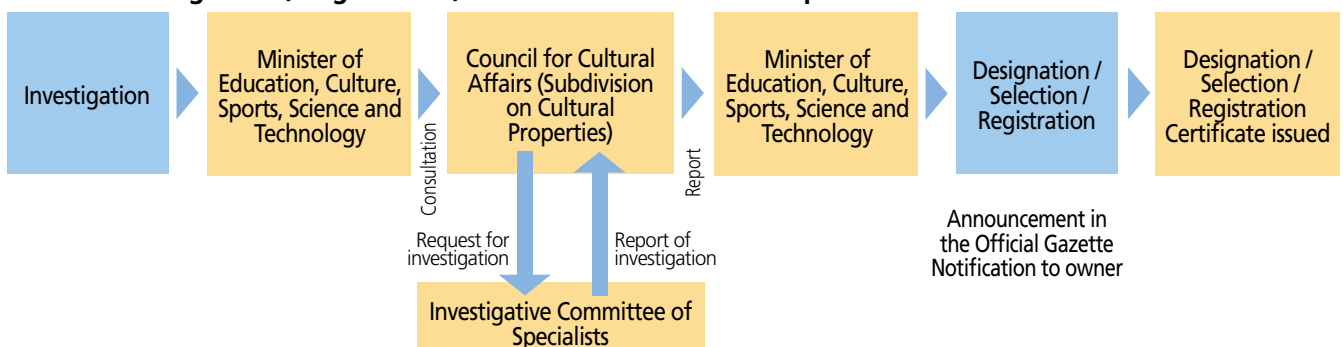 Investigation
Minister of
Education, Culture,
Sports, Science and
Technology
Consultation
Council for Cultural
Affairs (Subdivision
on Cultural
Properties)
Request for
investigation
Report of
investigation
Investigative Committee of
Specialists
Report
Minister of
Education, Culture,
Sports, Science and
Technology
Designation /
Selection /
Registration
Announcement in
the Official Gazette
Notification to owner
Designation /
Selection /
Registration
Certificate issued